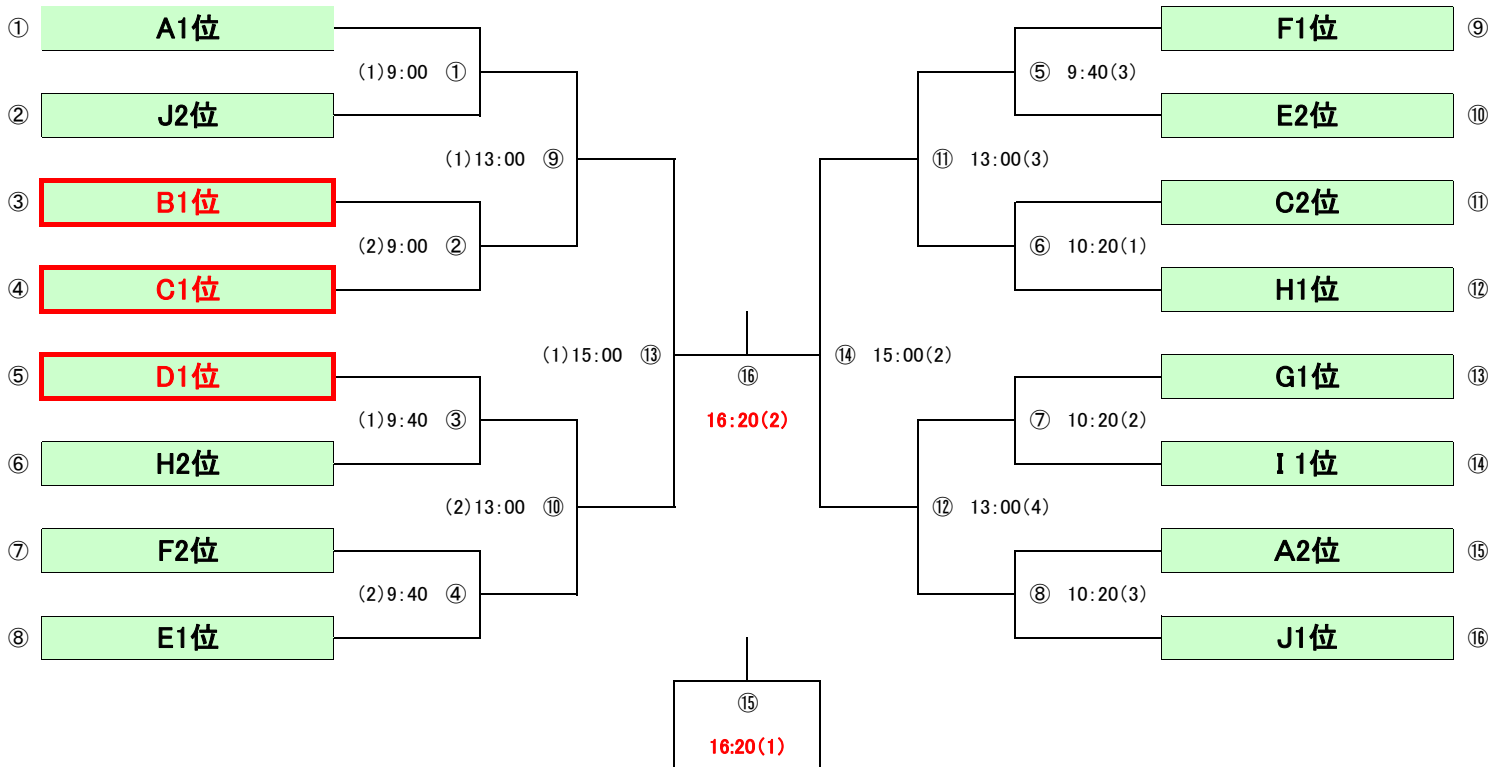 ① A1位
(1)9:00 ①
② J2位
(1)13:00 ⑨
③ B1位
(2)9:00 ②
④ C1位
(1)15:00 ⑬
⑤ D1位
(1)9:40 ③
⑥ H2位
(2)13:00 ⑩
⑦ F2位
(2)9:40 ④
⑧ E1位
⑯
16:20(2)
⑮
16:20(1)
F1位 ⑨
⑤ 9:40(3)
E2位 ⑩
⑪ 13:00(3)
C2位 ⑪
⑥ 10:20(1)
H1位 ⑫
⑭ 15:00(2)
G1位 ⑬
⑦ 10:20(2)
I 1位 ⑭
⑫ 13:00(4)
A2位 ⑮
⑧ 10:20(3)
J1位 ⑯